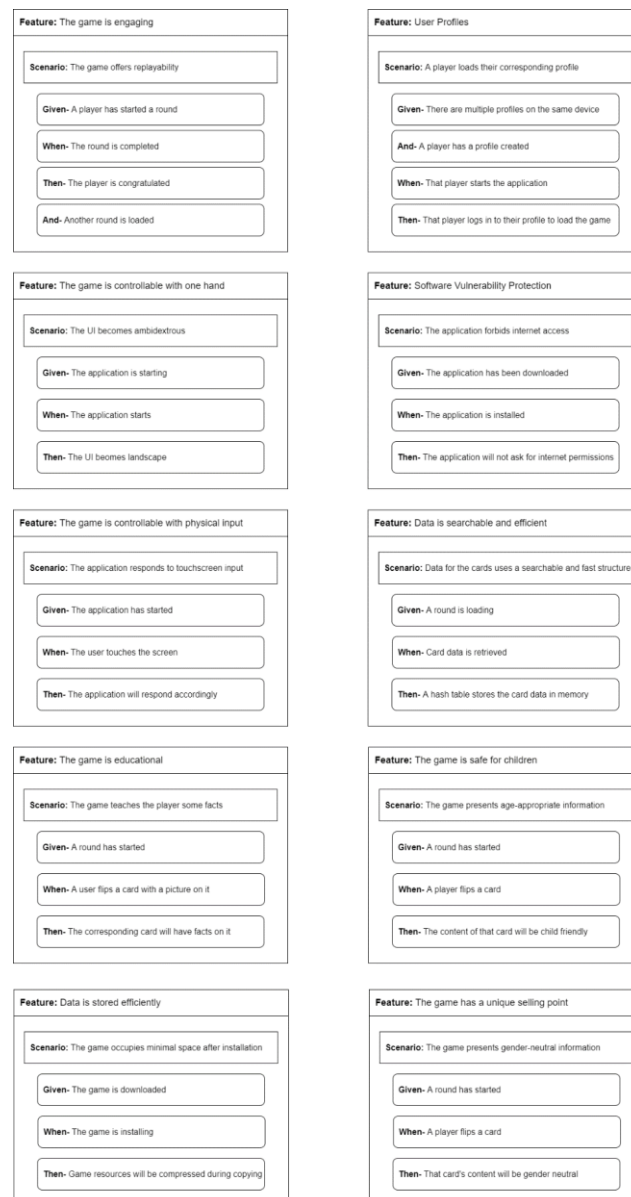 Feature: The game is engaging
Scenario: The game offers replayability
Given- A player has started a round
When- The round is completed
Then- The player is congratulated
And- Another round is loaded
Feature: User Profiles
Scenario: A player loads their corresponding profile
Given- There are multiple profiles on the same device
And- A player has a profile created
When- That player starts the application
Then- That player logs in to their profile to load the game
Feature: The game is controllable with one hand
Scenario: The UI becomes ambidextrous
Given- The application is starting
When- The application starts
Then- The UI beomes landscape
Feature: Software Vulnerability Protection
Scenario: The application forbids internet access
Given- The application has been downloaded
When- The application is installed
Then- The application will not ask for internet permissions
Feature: The game is controllable with physical input
Scenario: The application responds to touchscreen input
Given- The application has started
When- The user touches the screen
Then- The application will respond accordingly
Feature: Data is searchable and efficient
Scenario: Data for the cards uses a searchable and fast structure
Given- A round is loading
When- Card data is retrieved
Then- A hash table stores the card data in memory
Feature: The game is educational
Scenario: The game teaches the player some facts
Given- A round has started
When- A user flips a card with a picture on it
Then- The corresponding card will have facts on it
Feature: The game is safe for children
Scenario: The game presents age-appropriate information
Given- A round has started
When- A player flips a card
Then- The content of that card will be child friendly
Feature: Data is stored efficiently
Scenario: The game occupies minimal space after installation
Given- The game is downloaded
When- The game is installing
Then- Game resources will be compressed during copying
Feature: The game has a unique selling point
Scenario: The game presents gender-neutral information
Given- A round has started
When- A player flips a card
Then- That card's content will be gender neutral